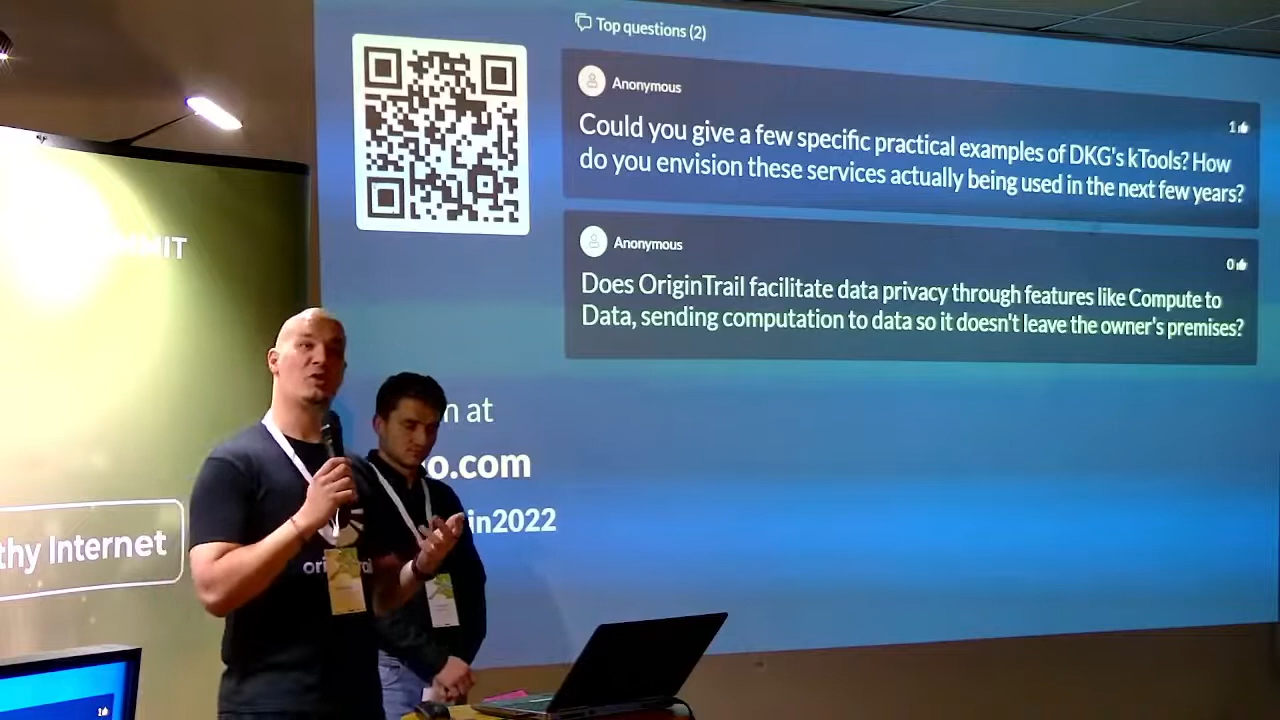 Top questions (2)
Anonymous
1
Could you give a few specific practical examples of DKG's kTools? How
do you envision these services actually being used in the next few years?
Anonymous
0
Does OriginTrail facilitate data privacy through features like Compute to
Data, sending computation to data so it doesn't leave the owner's premises?
at
o.com
in2022
thy Internet